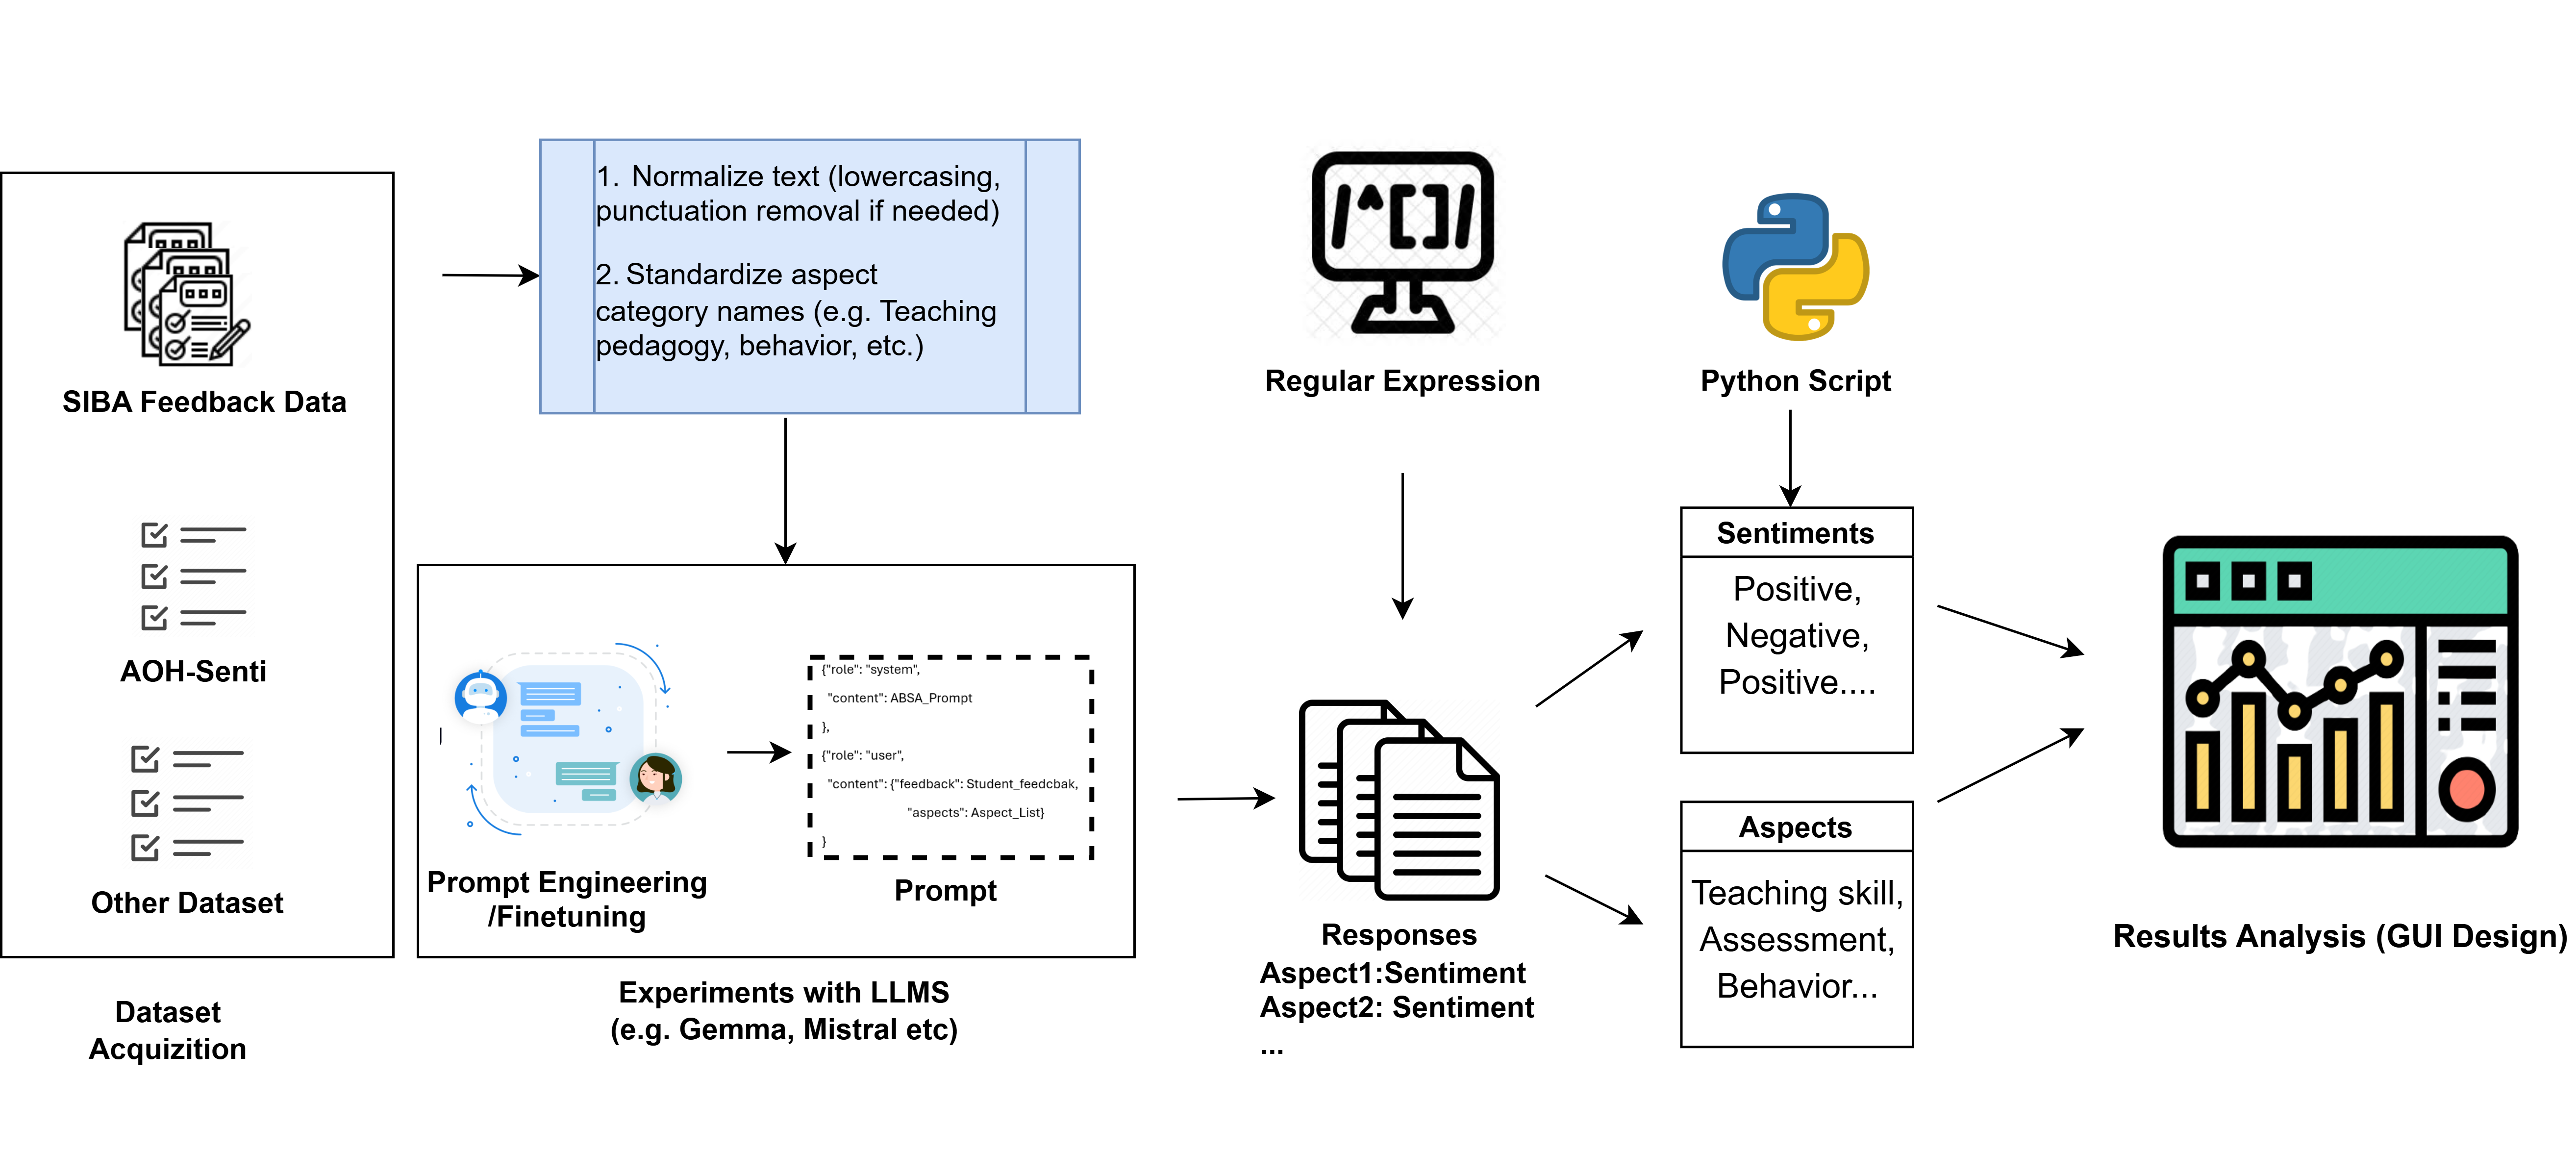 SIBA Feedback Data
AOH-Senti
Other Dataset
Dataset
Acquizition
1. Normalize text (lowercasing,
punctuation removal if needed)
2. Standardize aspect
category names (e.g. Teaching
pedagogy, behavior, etc.)
Prompt Engineering
/Finetuning
{"role": "system",
"content": ABSA_Prompt
},
{"role": "user",
"content": {"feedback": Student_feedcbak,
"aspects": Aspect_List}
}
Prompt
Experiments with LLMS
(e.g. Gemma, Mistral etc)
/^[]/
Regular Expression
Responses
Aspect1:Sentiment
Aspect2: Sentiment
...
Python Script
Sentiments
Positive,
Negative,
Positive....
Aspects
Teaching skill,
Assessment,
Behavior...
Results Analysis (GUI Design)